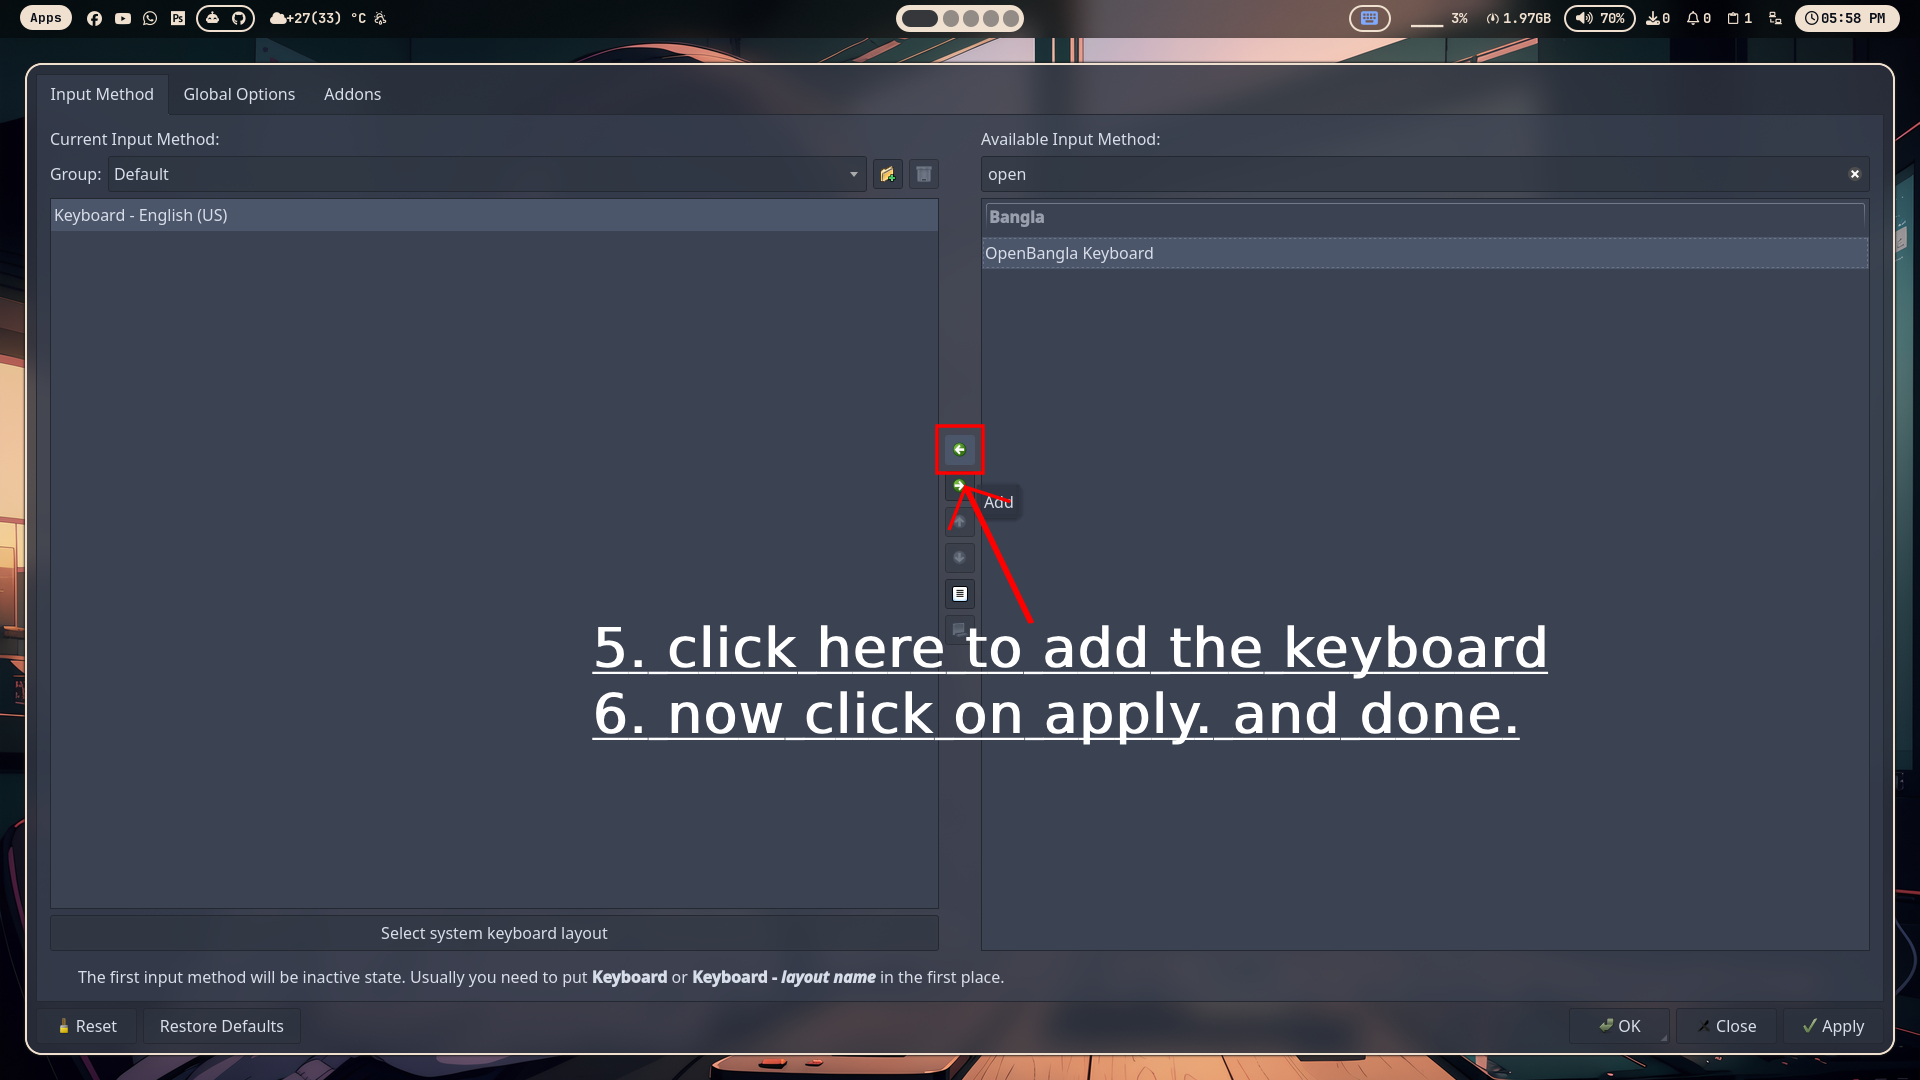 Apps
+27(33) °C
3%
1.97GB
70%
0
0
1
05:58 PM
Input Method
Global Options
Addons
Current Input Method:
Available Input Method:
Group:
Default
open
Keyboard - English (US)
Bangla
OpenBangla Keyboard
Add
5. click here to add the keyboard
6. now click on apply. and done.
Select system keyboard layout
The first input method will be inactive state. Usually you need to put Keyboard or Keyboard - layout name in the first place.
Reset
Restore Defaults
OK
Close
Apply